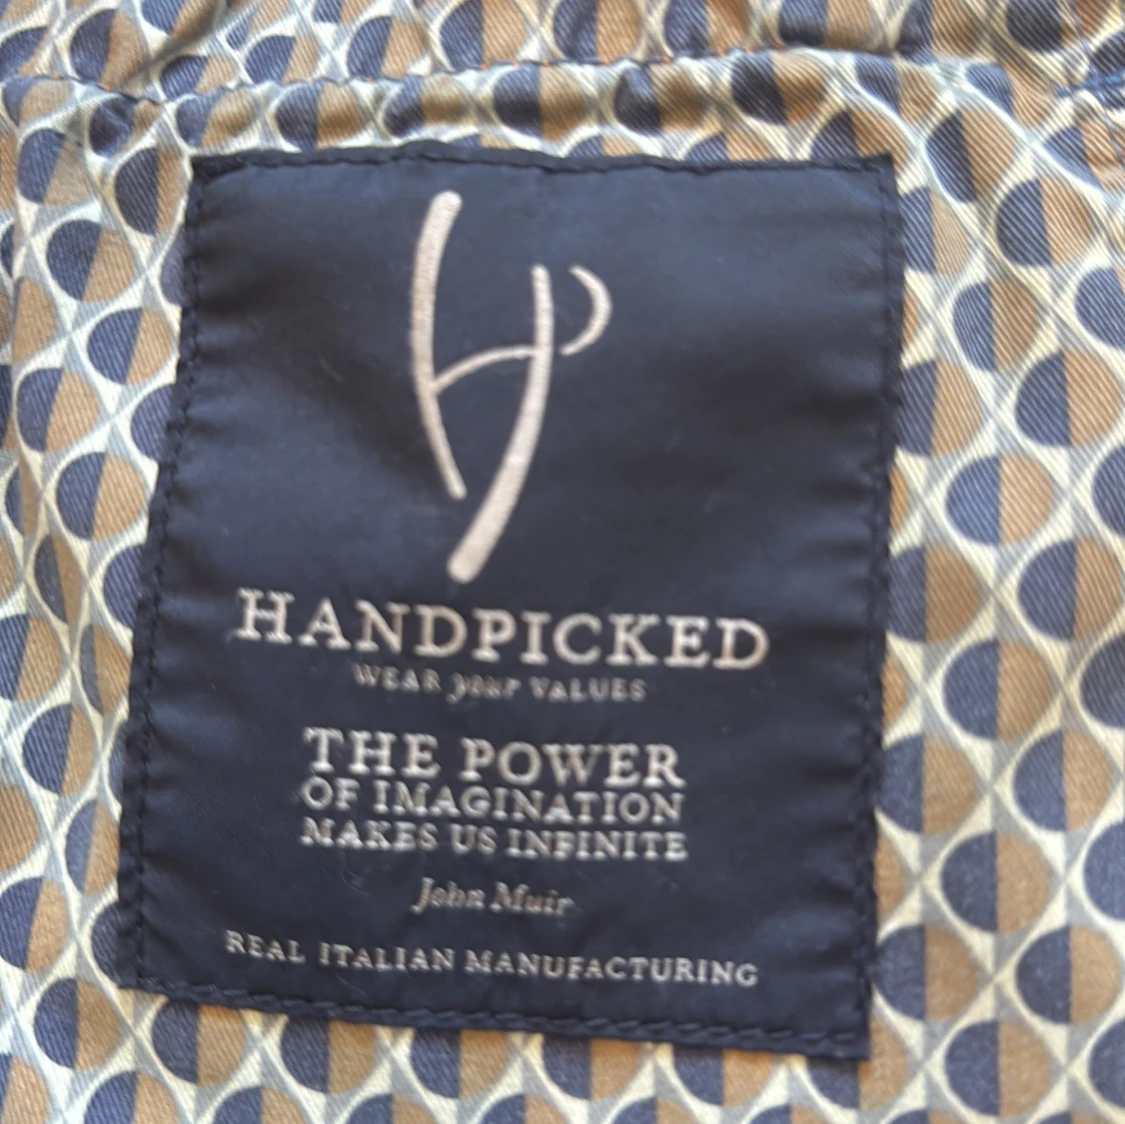 HANDPICKED
WEAR your VALUES
THE POWER
OF IMAGINATION
MAKES US INFINITE
John Muir
REAL ITALIAN MANUFACTURING